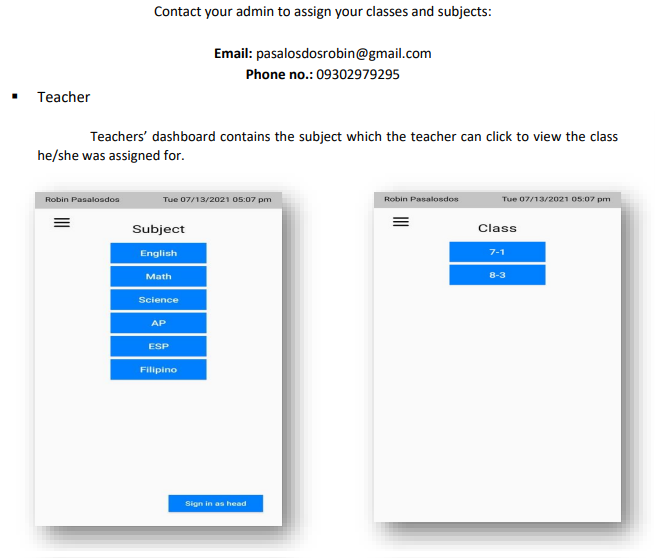 Contact your admin to assign your classes and subjects:
Email: pasalosdosrobin@gmail.com
Phone no.: 09302979295
▪ Teacher
Teachers’ dashboard contains the subject which the teacher can click to view the class
he/she was assigned for.
Robin Pasalosdos Tue 07/13/2021 05:07 pm
Subject
English
Math
Science
AP
ESP
Filipino
Sign in as head
Robin Pasalosdos Tue 07/13/2021 05:07 pm
Class
7-1
8-3